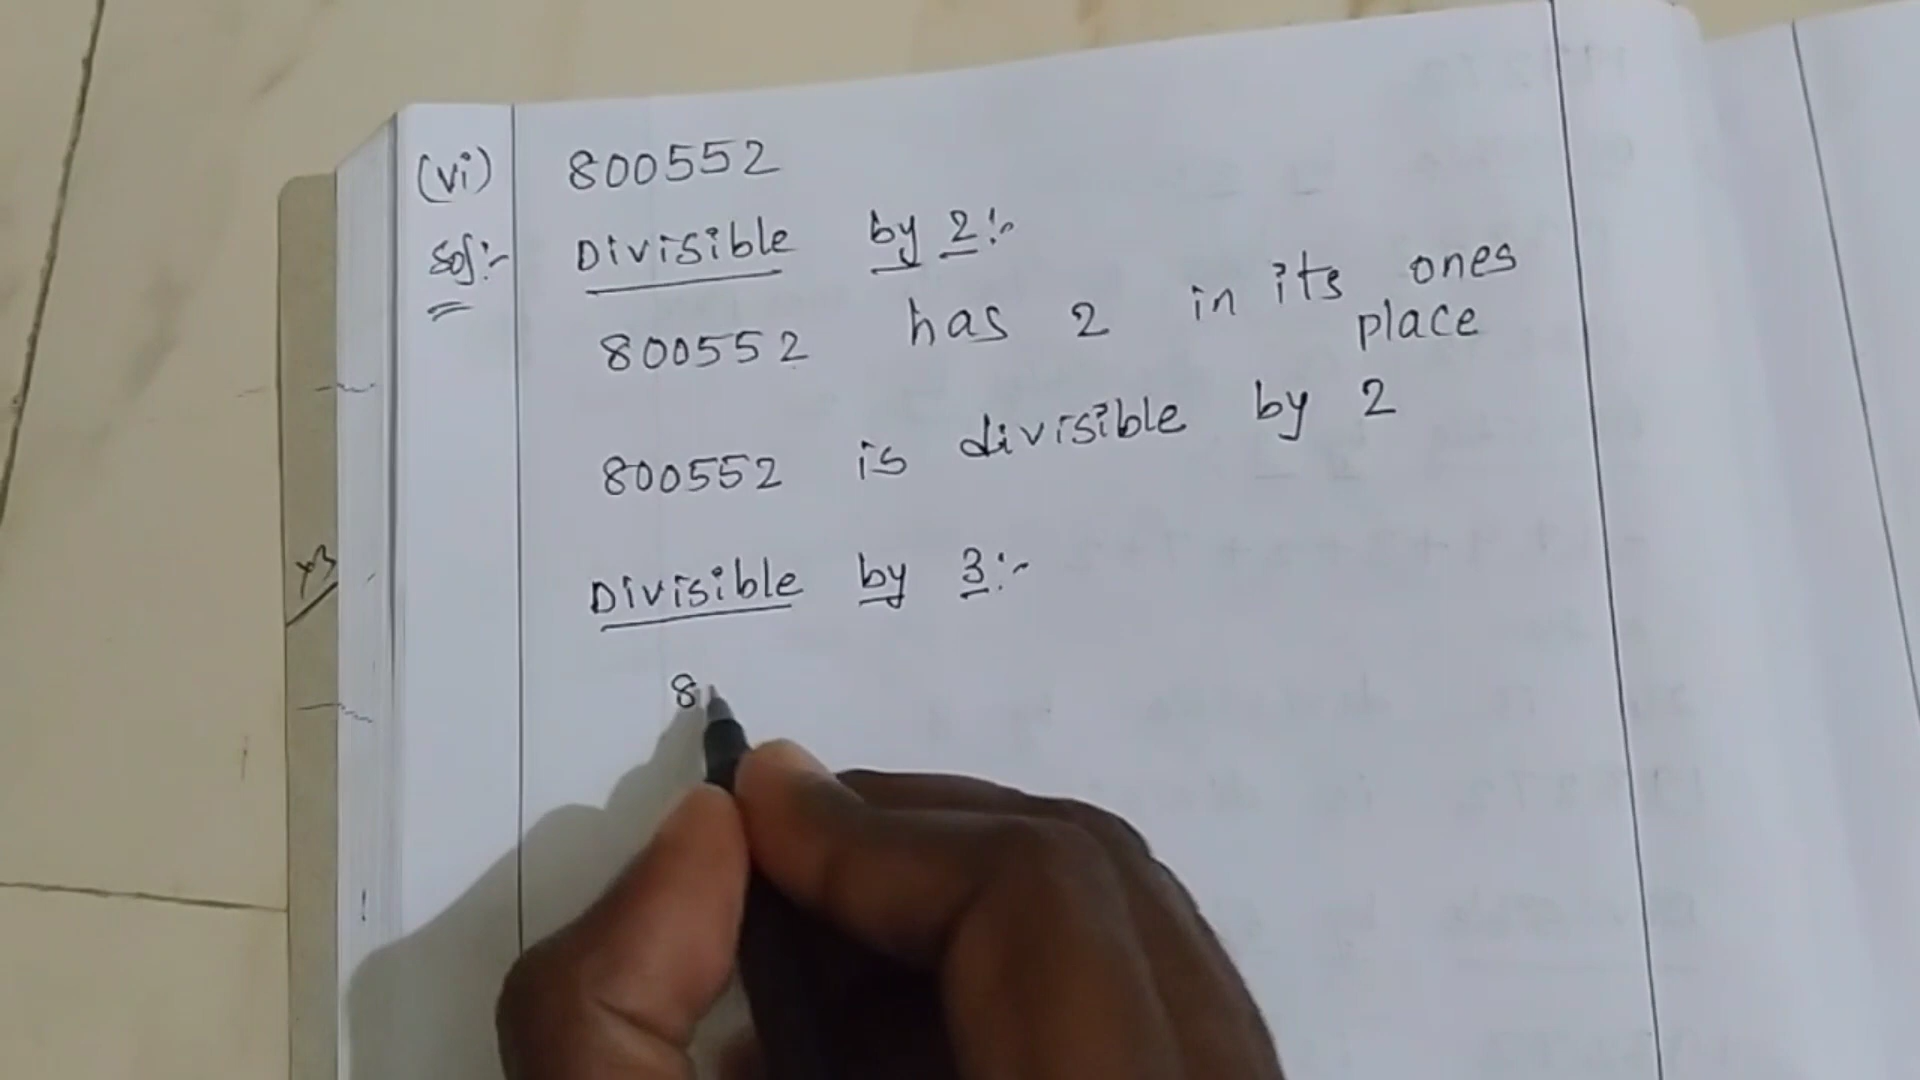 (vi) 800552
Sol:- Divisible by 2:-
800552 has 2 in its ones
place
800552 is divisible by 2
Divisible by 3:-
8